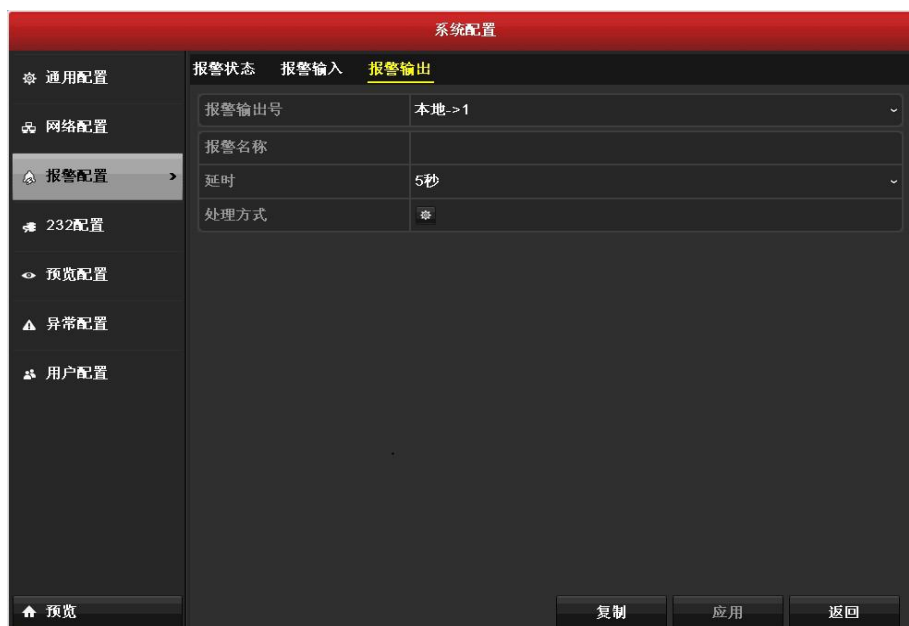 系统配置
通用配置
网络配置
报警配置
232配置
预览配置
异常配置
用户配置
预览
报警状态 报警输入 报警输出
报警输出号 本地->1
报警名称
延时 5秒
处理方式
复制 应用 返回